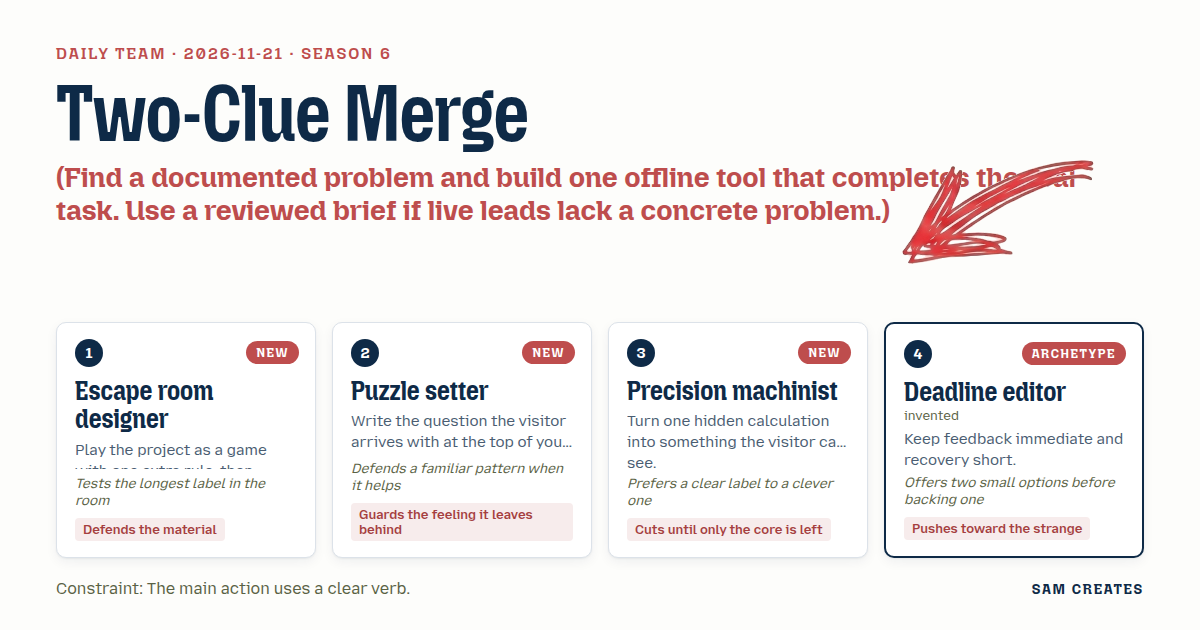 DAILY TEAM · 2026-11-21 · SEASON 6
Two-Clue Merge
(Find a documented problem and build one offline tool that completes the
task. Use a reviewed brief if live leads lack a concrete problem.)
1
NEW
Escape room
designer
Play the project as a game
Tests the longest label in the
room
Defends the material
2
NEW
Puzzle setter
Write the question the visitor
arrives with at the top of you...
Defends a familiar pattern when
it helps
Guards the feeling it leaves
behind
3
NEW
Precision machinist
Turn one hidden calculation
into something the visitor ca...
see.
Prefers a clear label to a clever
one
Cuts until only the core is left
4
ARCHETYPE
Deadline editor
invented
Keep feedback immediate and
recovery short.
Offers two small options before
backing one
Pushes toward the strange
Constraint: The main action uses a clear verb.
SAM CREATES